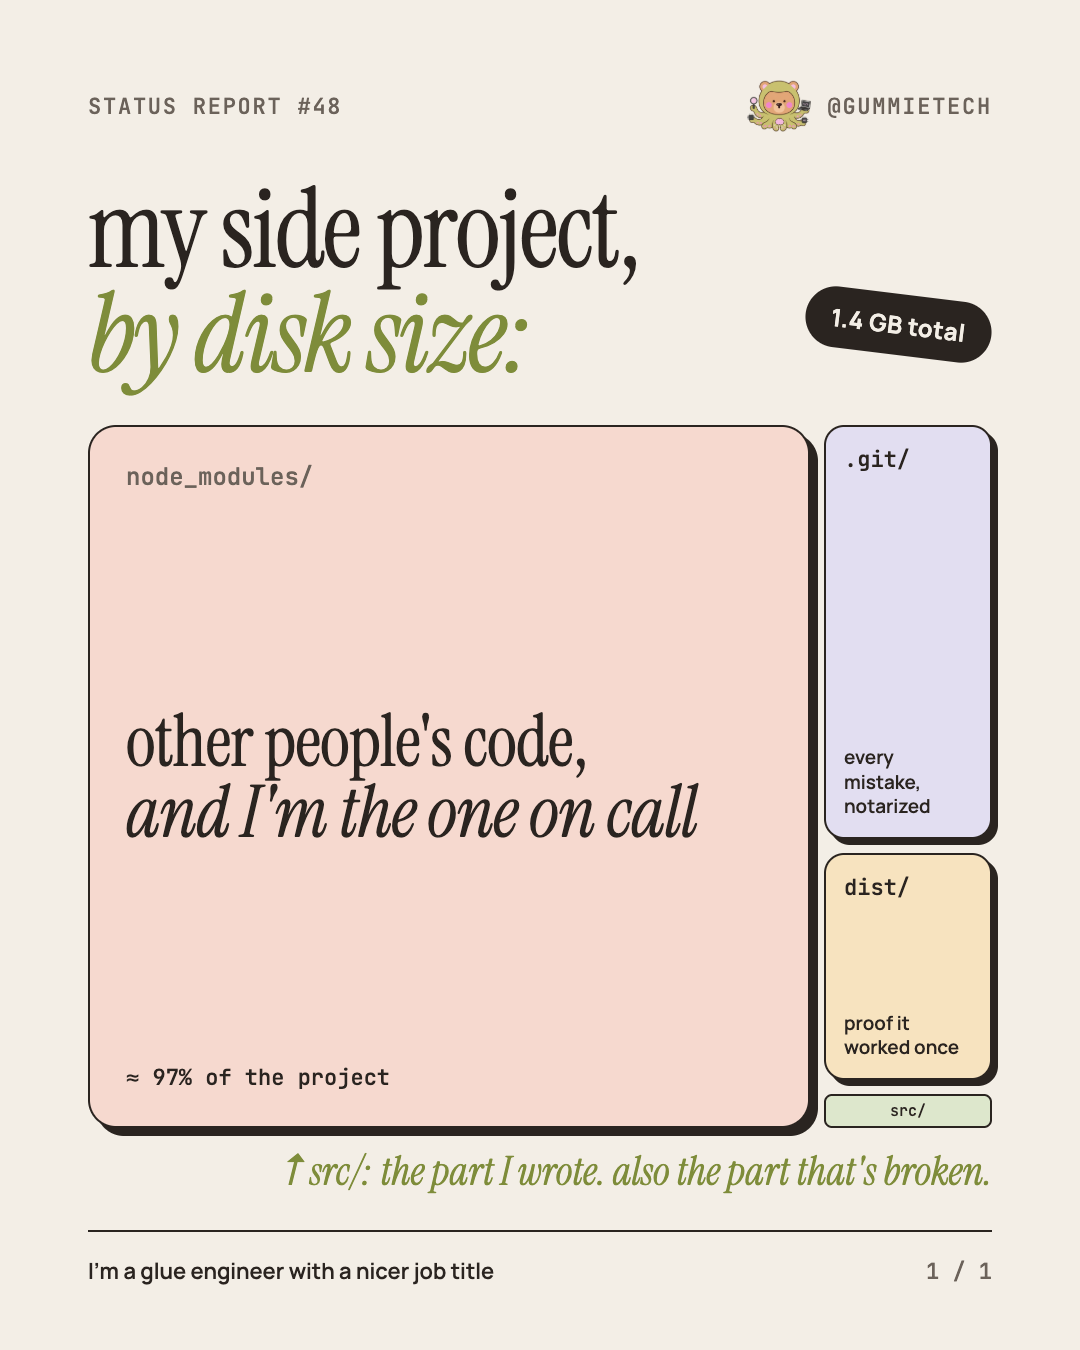 STATUS REPORT #48
@GUMMIETECH
my side project,
by disk size:
1.4 GB total
node_modules/
other people's code,
and I'm the one on call
≈ 97% of the project
.git/
every
mistake,
notarized
dist/
proof it
worked once
src/
↑ src/: the part I wrote. also the part that's broken.
I'm a glue engineer with a nicer job title
1 / 1